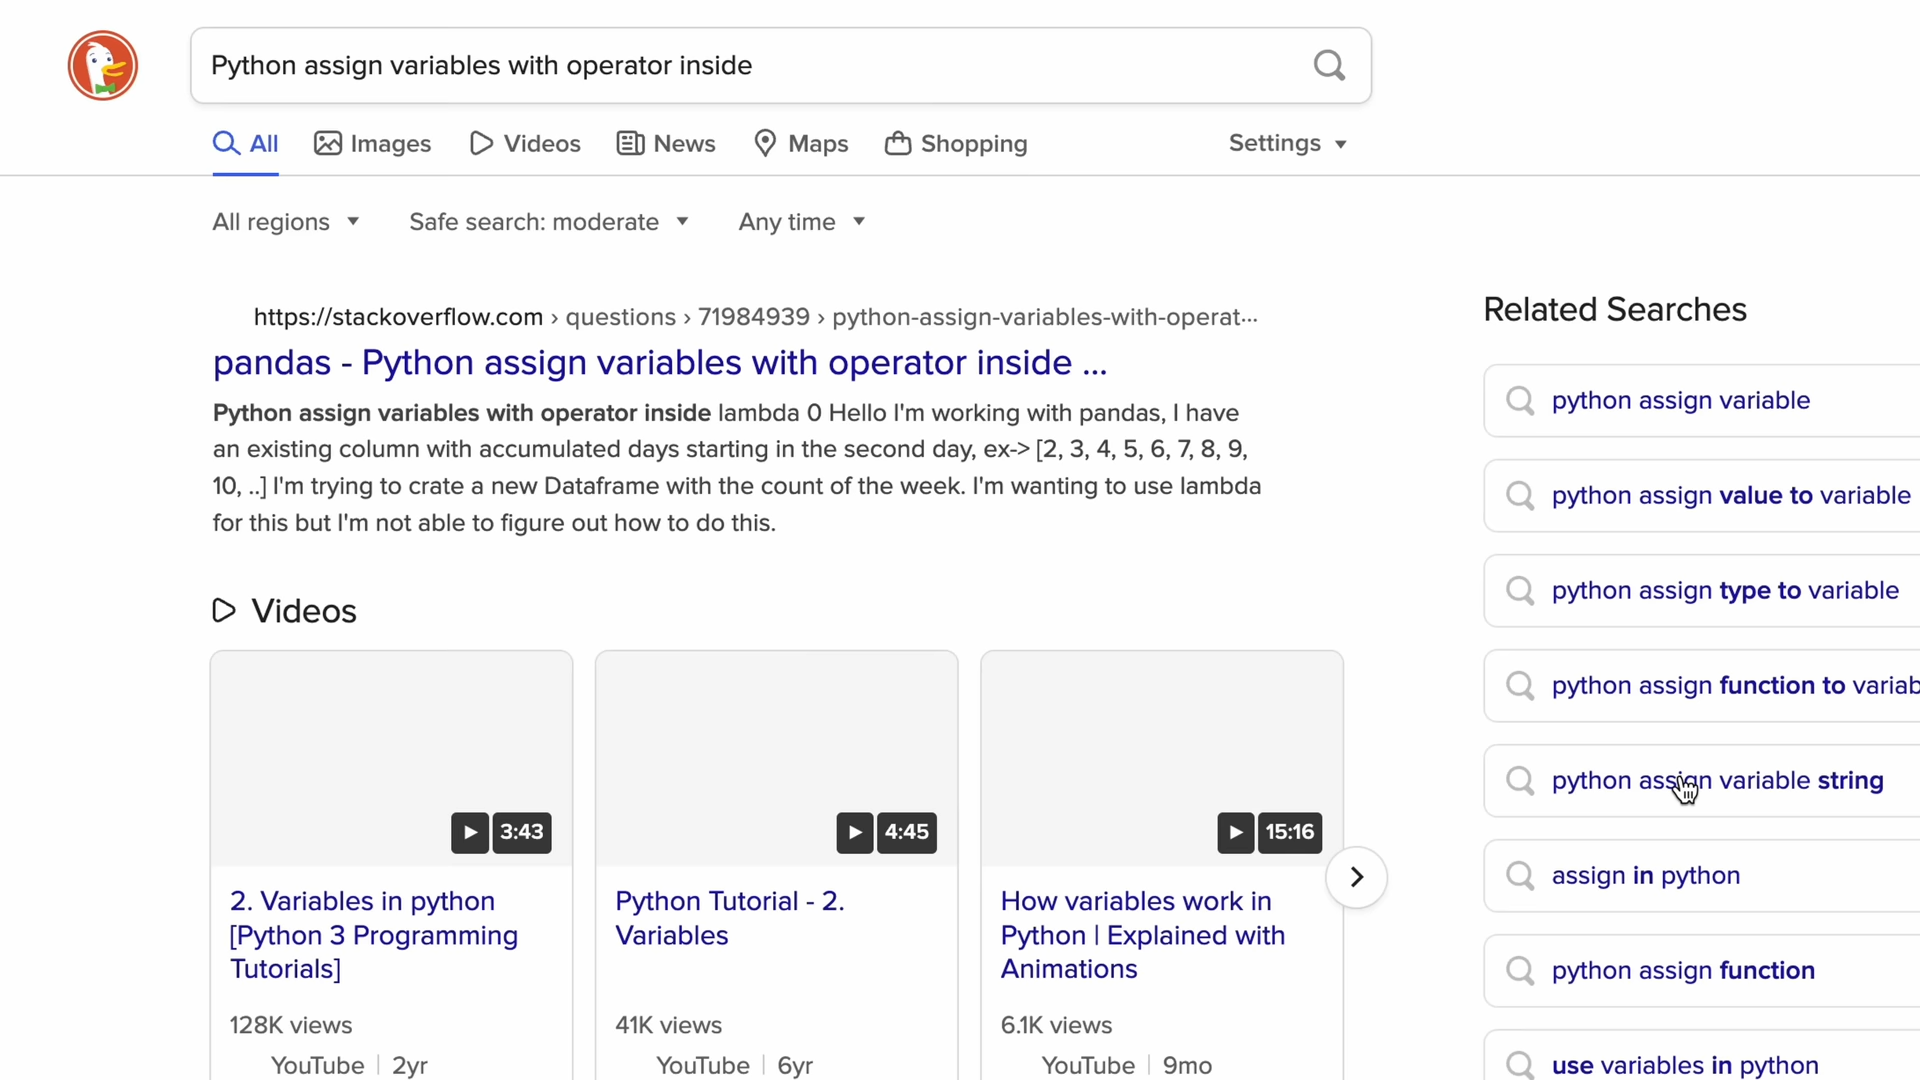 Python assign variables with operator inside
All Images Videos News Maps Shopping Settings
All regions Safe search: moderate Any time
https://stackoverflow.com › questions › 71984939 › python-assign-variables-with-operat...
pandas - Python assign variables with operator inside ...
Python assign variables with operator inside lambda 0 Hello I'm working with pandas, I have
an existing column with accumulated days starting in the second day, ex-> [2, 3, 4, 5, 6, 7, 8, 9,
10, ..] I'm trying to crate a new Dataframe with the count of the week. I'm wanting to use lambda
for this but I'm not able to figure out how to do this.
Videos
3:43
2. Variables in python
[Python 3 Programming
Tutorials]
128K views
YouTube | 2yr
4:45
Python Tutorial - 2.
Variables
41K views
YouTube | 6yr
15:16
How variables work in
Python | Explained with
Animations
6.1K views
YouTube | 9mo
Related Searches
python assign variable
python assign value to variable
python assign type to variable
python assign function to variab
python assign variable string
assign in python
python assign function
use variables in python